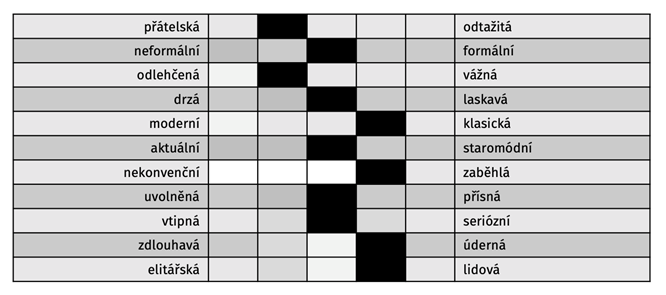 přátelská odtažitá
neformální formální
odlehčená vážná
drzá laskavá
moderní klasická
aktuální staromódní
nekonvenční zaběhlá
uvolněná přísná
vtipná seriózní
zdlouhavá úderná
elitářská lidová